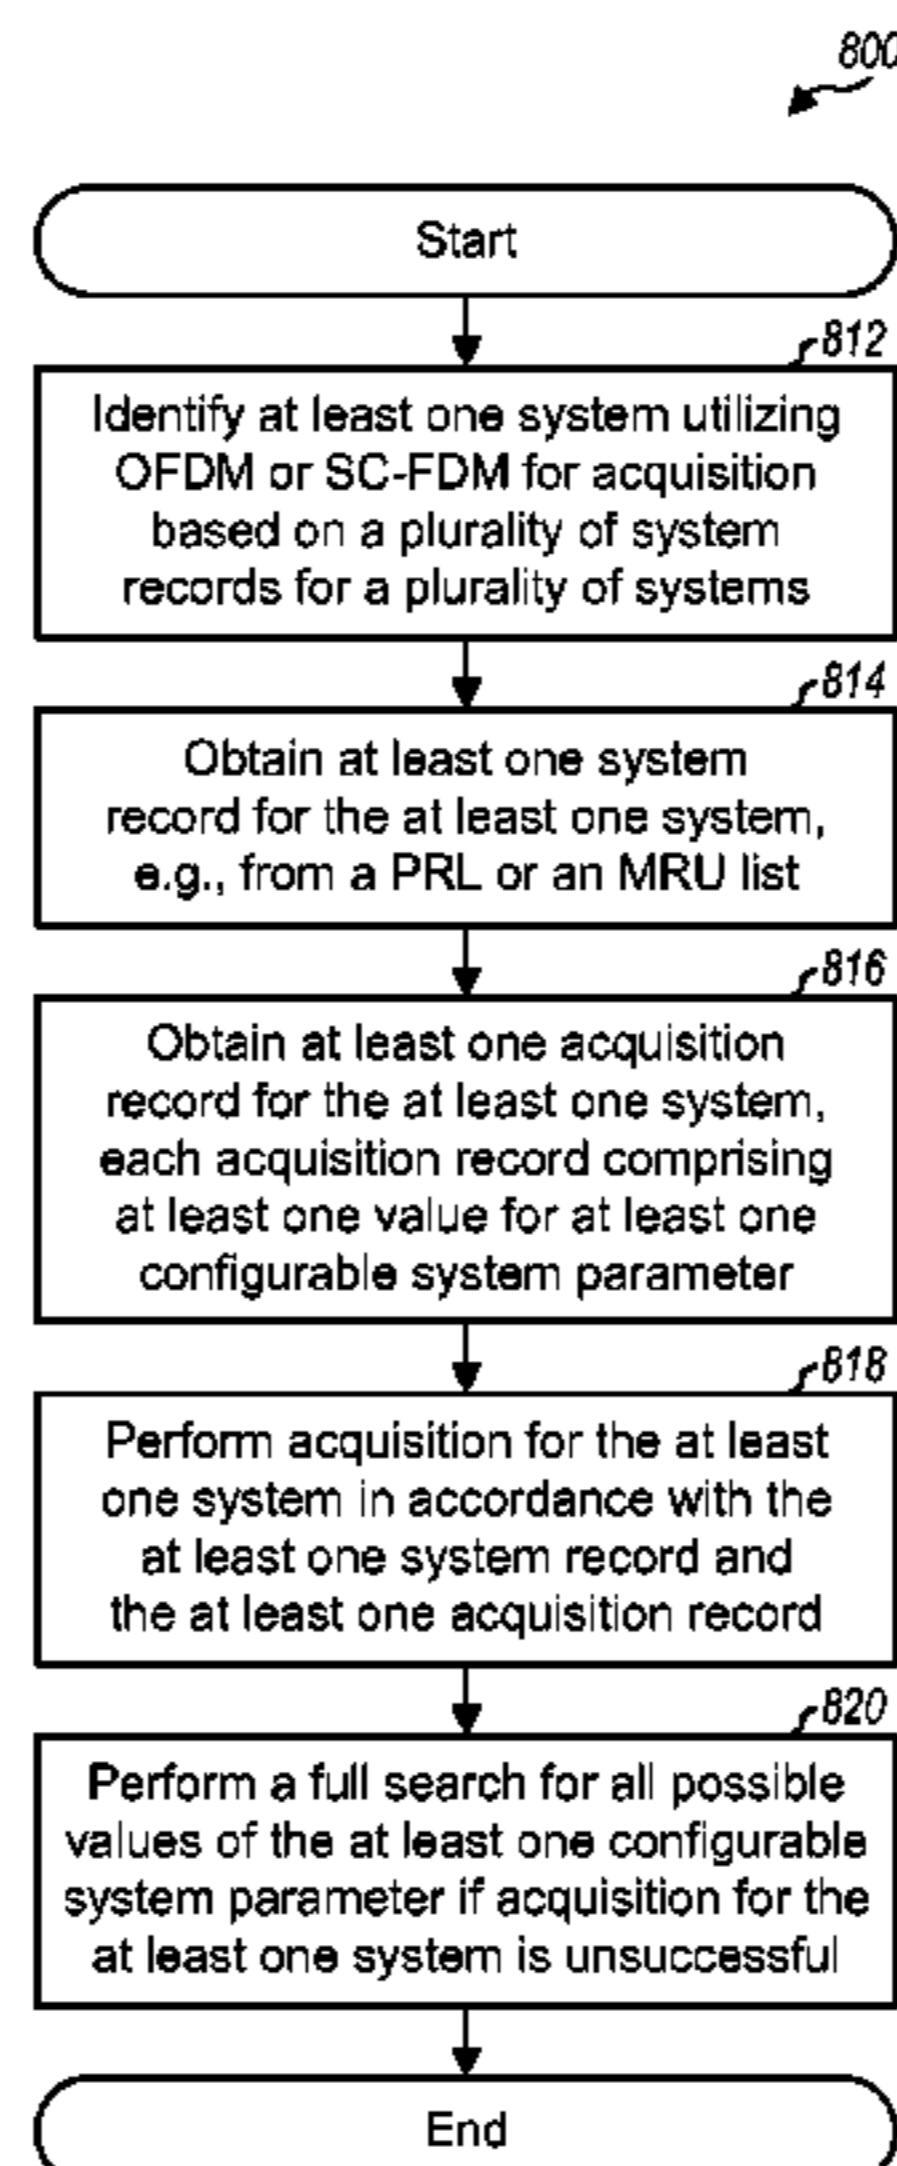 800
Start
812
Identify at least one system utilizing
OFDM or SC-FDM for acquisition
based on a plurality of system
records for a plurality of systems
814
Obtain at least one system
record for the at least one system,
e.g., from a PRL or an MRU list
816
Obtain at least one acquisition
record for the at least one system,
each acquisition record comprising
at least one value for at least one
configurable system parameter
818
Perform acquisition for the at least
one system in accordance with the
at least one system record and
the at least one acquisition record
820
Perform a full search for all possible
values of the at least one configurable
system parameter if acquisition for the
at least one system is unsuccessful
End